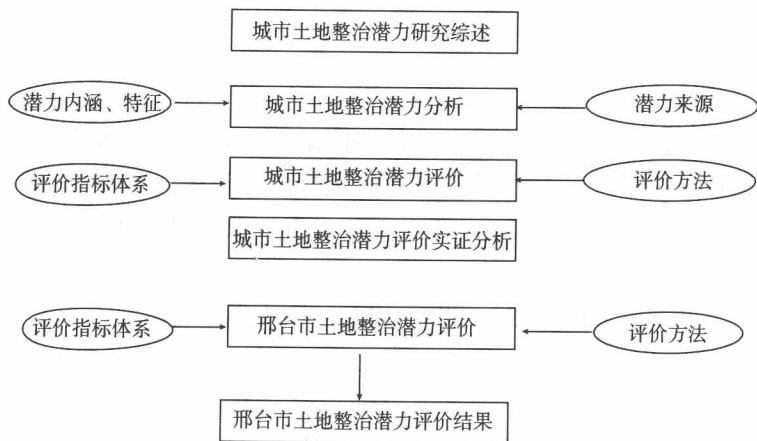 城市土地整治潜力研究综述
潜力内涵、特征
城市土地整治潜力分析
潜力来源
评价指标体系
城市土地整治潜力评价
评价方法
城市土地整治潜力评价实证分析
评价指标体系
邢台市土地整治潜力评价
评价方法
邢台市土地整治潜力评价结果